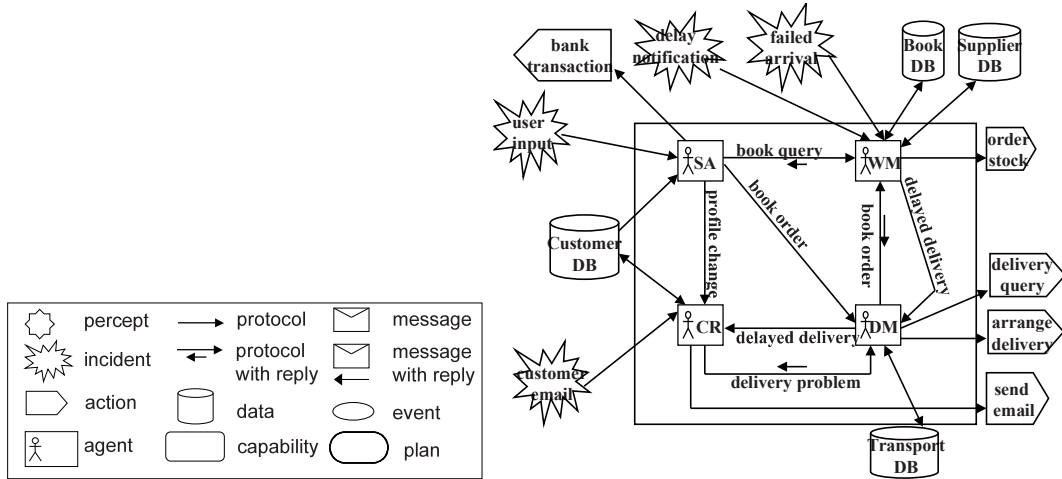 bank
transaction
delay
notification
failed
arrival
Book
DB
Supplier
DB
user
input
order
stock
SA
book query
WM
book order
profile change
book order
delayed delivery
Customer
DB
delivery
query
CR
delayed delivery
DM
arrange
delivery
customer
email
delivery problem
send
email
Transport
DB
percept
protocol
message
incident
protocol
with reply
message
with reply
action
data
event
agent
capability
plan